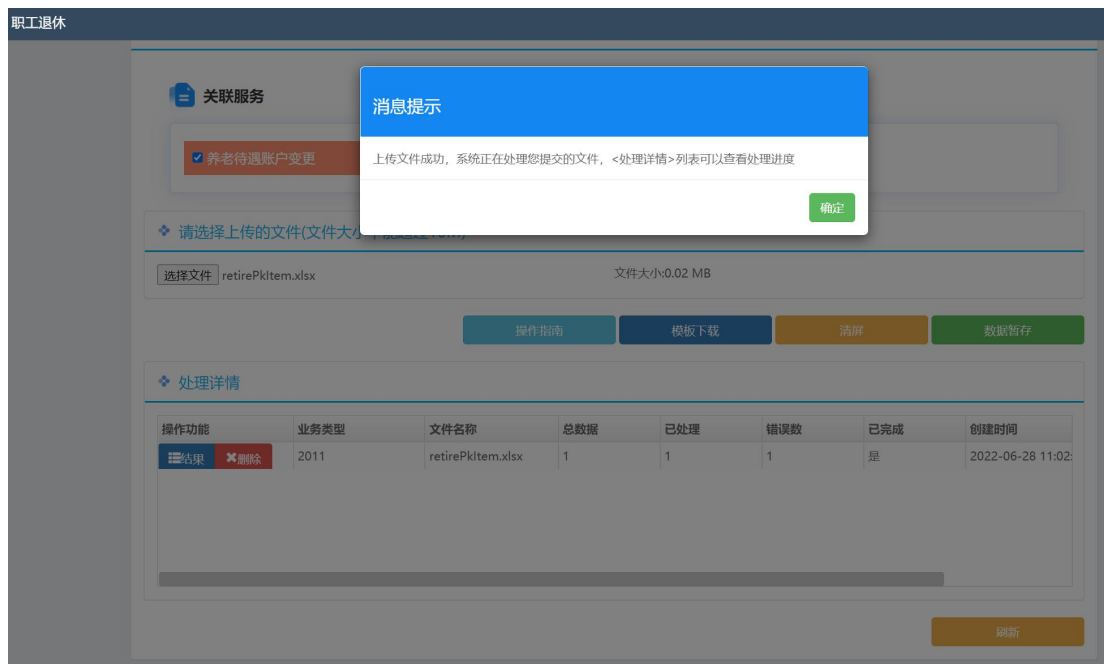 职工退休
关联服务
消息提示
养老待遇账户变更
上传文件成功，系统正在处理您提交的文件，<处理详情>列表可以查看处理进度
确定
请选择上传的文件(文件大小
选择文件 retirePkItem.xlsx 文件大小:0.02 MB
操作指南 模板下载 清屏 数据暂存
处理详情
操作功能 业务类型 文件名称 总数据 已处理 错误数 已完成 创建时间
结果 删除 2011 retirePkItem.xlsx 1 1 1 是 2022-06-28 11:02:
刷新